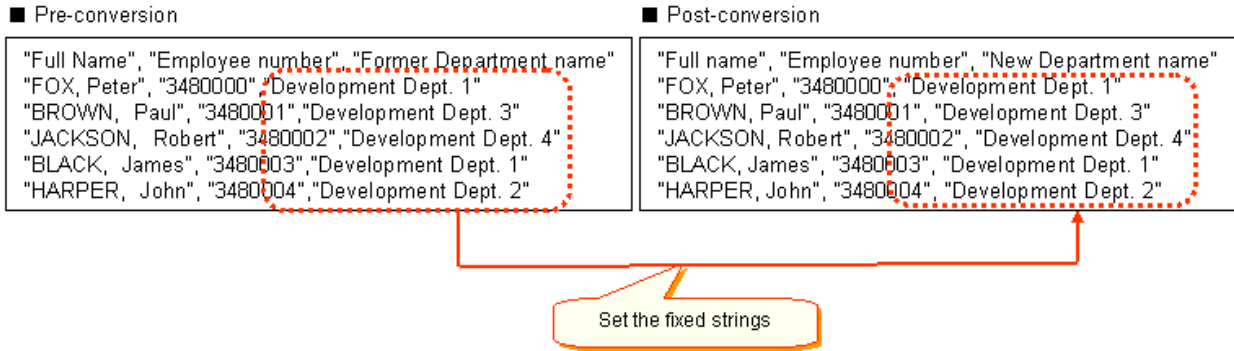 ■ Pre-conversion
"Full Name", "Employee number", "Former Department name"
"FOX, Peter", "3480000", "Development Dept. 1"
"BROWN, Paul", "3480001","Development Dept. 3"
"JACKSON, Robert", "3480002","Development Dept. 4"
"BLACK, James", "3480003","Development Dept. 1"
"HARPER, John", "3480004","Development Dept. 2"
■ Post-conversion
"Full name", "Employee number", "New Department name"
"FOX, Peter", "3480000", "Development Dept. 1"
"BROWN, Paul", "3480001", "Development Dept. 3"
"JACKSON, Robert", "3480002", "Development Dept. 4"
"BLACK, James", "3480003", "Development Dept. 1"
"HARPER, John", "3480004", "Development Dept. 2"
Set the fixed strings